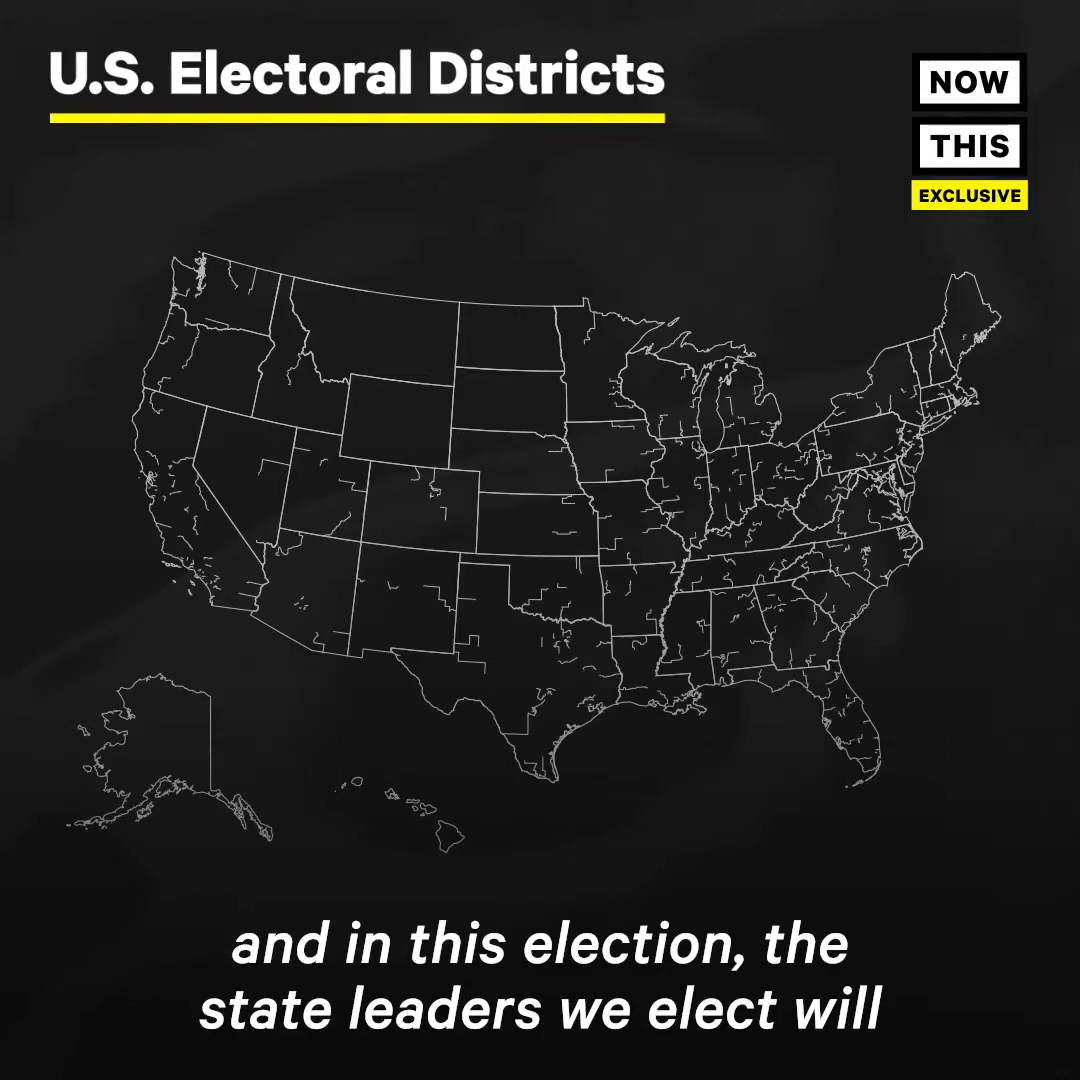 U.S. Electoral Districts
NOW
THIS
EXCLUSIVE
and in this election, the
state leaders we elect will